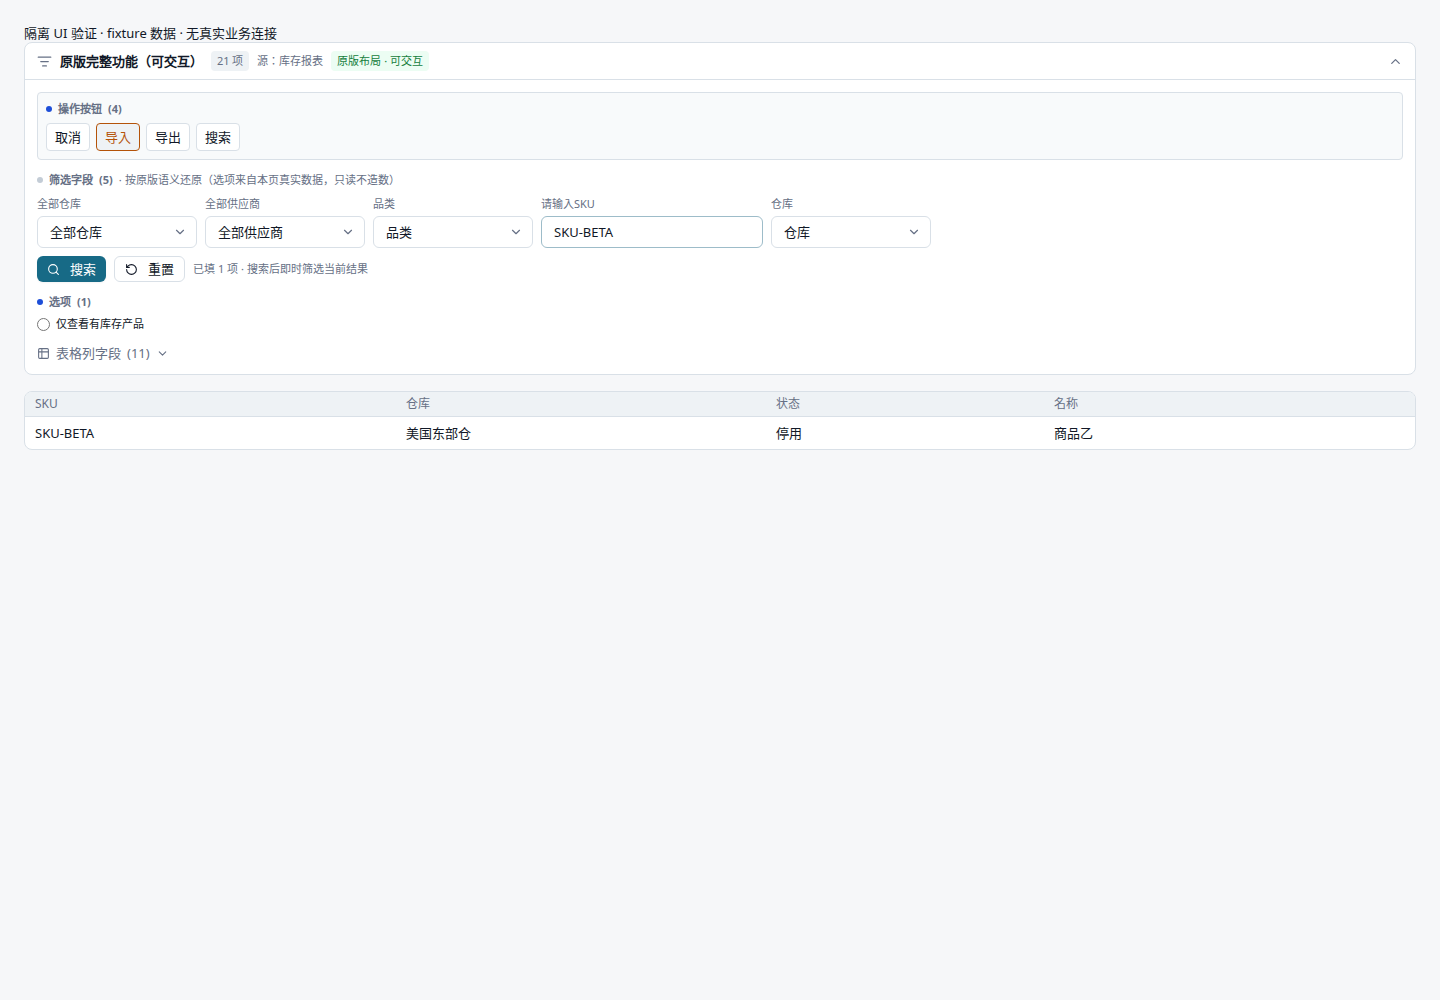 隔离 UI 验证 · fixture 数据 · 无真实业务连接
原版完整功能（可交互） 21 项 源：库存报表 原版布局 · 可交互
操作按钮 (4)
取消 导入 导出 搜索
筛选字段 (5) · 按原版语义还原（选项来自本页真实数据，只读不造数）
全部仓库 全部供应商 品类 请输入SKU 仓库
全部仓库 全部供应商 品类 SKU-BETA 仓库
搜索 重置 已填 1 项 · 搜索后即时筛选当前结果
选项 (1)
仅查看有库存产品
表格列字段 (11)
SKU 仓库 状态 名称
SKU-BETA 美国东部仓 停用 商品乙